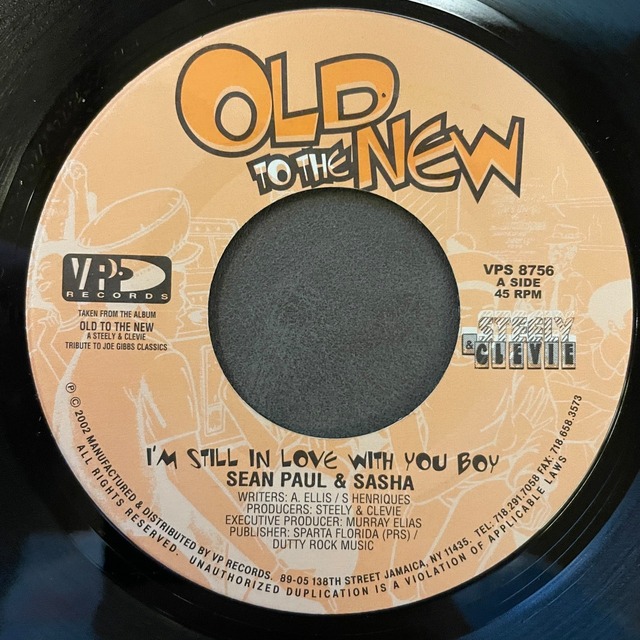 OLD
TO THE NEW
VP
RECORDS
TAKEN FROM THE ALBUM
OLD TO THE NEW
A STEELY & CLEVIE
TRIBUTE TO JOE GIBBS CLASSICS
VPS 8756
A SIDE
45 RPM
STEELY
& CLEVIE
I'M STILL IN LOVE WITH YOU BOY
SEAN PAUL & SASHA
WRITERS: A. ELLIS / S HENRIQUES
PRODUCERS: STEELY & CLEVIE
EXECUTIVE PRODUCER: MURRAY ELIAS
PUBLISHER: SPARTA FLORIDA (PRS) /
DUTTY ROCK MUSIC
℗ © 2002 MANUFACTURED & DISTRIBUTED BY VP RECORDS. 89-05 138TH STREET JAMAICA, NY 11435. TEL: 718.291.7058 FAX: 718.658.3573
ALL RIGHTS RESERVED. UNAUTHORIZED DUPLICATION IS A VIOLATION OF APPLICABLE LAWS